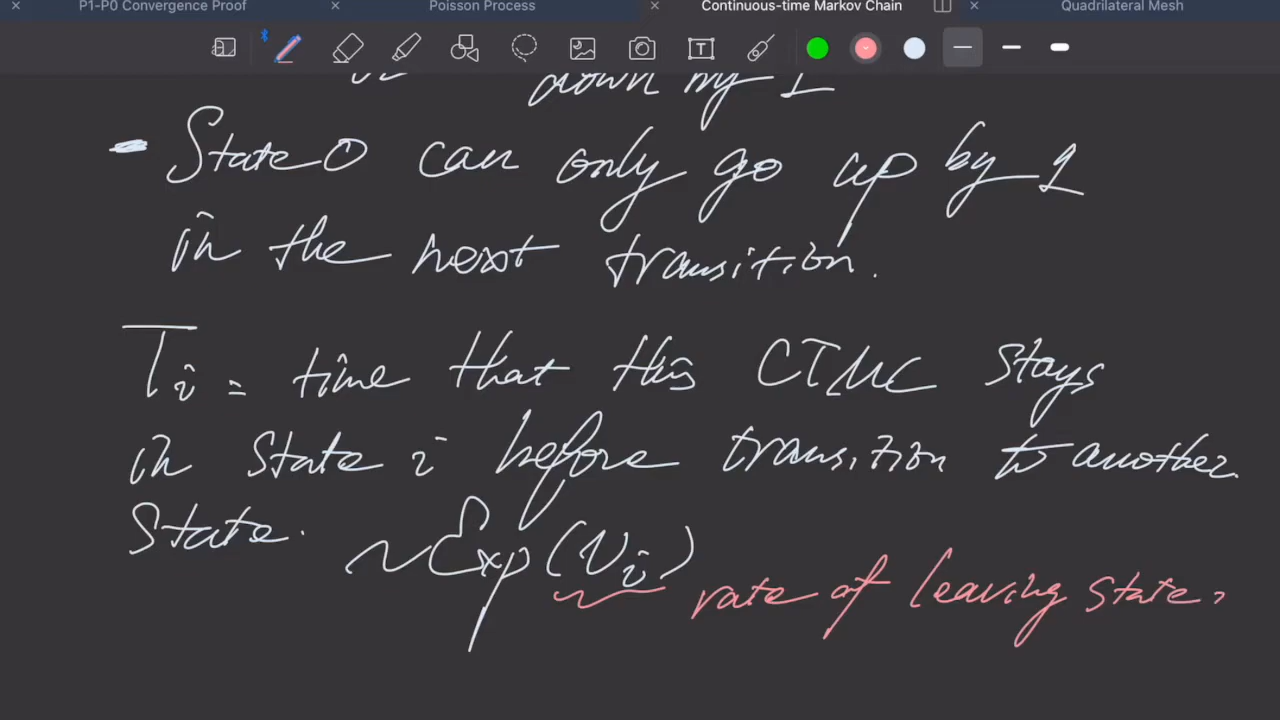 P1-P0 Convergence Proof Poisson Process Continuous-time Markov Chain Quadrilateral Mesh
down by 1
- State 0 can only go up by 1
in the next transition.
Ti = time that this CTMC stays
in state i before transition to another
state. ~ Exp(νi)
rate of leaving state i